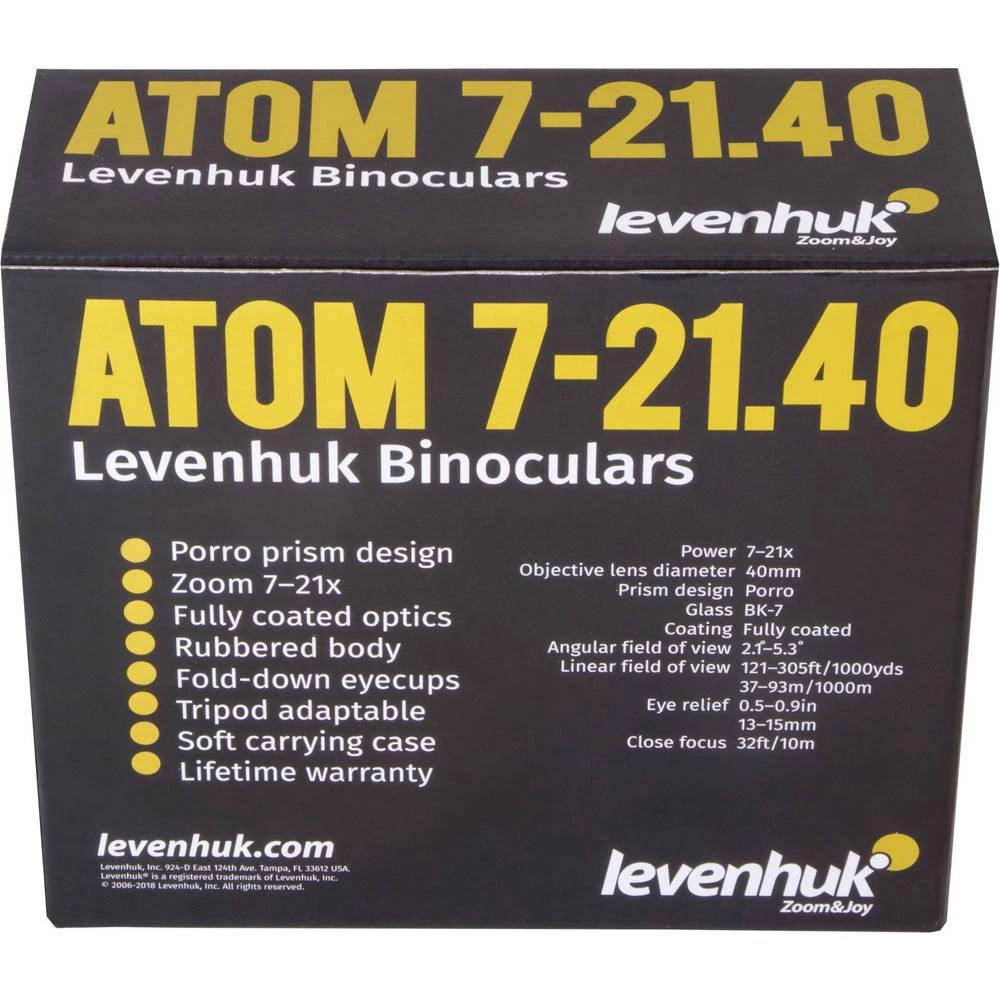 ATOM 7-21.40
Levenhuk Binoculars
levenhuk
Zoom&Joy
ATOM 7-21.40
Levenhuk Binoculars
Porro prism design
Zoom 7–21x
Fully coated optics
Rubbered body
Fold-down eyecups
Tripod adaptable
Soft carrying case
Lifetime warranty
Power 7–21x
Objective lens diameter 40mm
Prism design Porro
Glass BK-7
Coating Fully coated
Angular field of view 2.1°–5.3°
Linear field of view 121–305ft/1000yds
37–93m/1000m
Eye relief 0.5–0.9in
13–15mm
Close focus 32ft/10m
levenhuk.com
Levenhuk, Inc. 924-D East 124th Ave. Tampa, FL 33612 USA.
Levenhuk® is a registered trademark of Levenhuk, Inc.
© 2006-2018 Levenhuk, Inc. All rights reserved.
levenhuk
Zoom&Joy